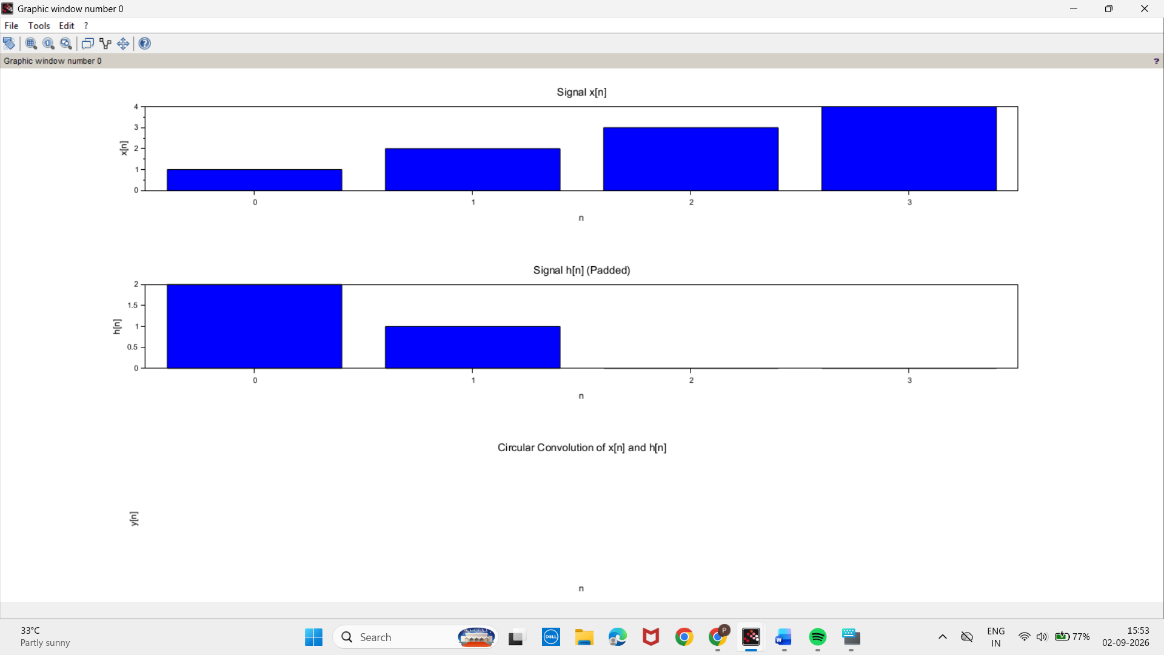 Graphic window number 0
File Tools Edit ?
Graphic window number 0 ?
Signal x[n]
4
3
2
1
0
x[n]
0 1 2 3
n
Signal h[n] (Padded)
2
1.5
1
0.5
0
h[n]
0 1 2 3
n
Circular Convolution of x[n] and h[n]
y[n]
n
33°C
Partly sunny
Search
DELL
P
ENG
IN
77%
15:53
02-09-2026